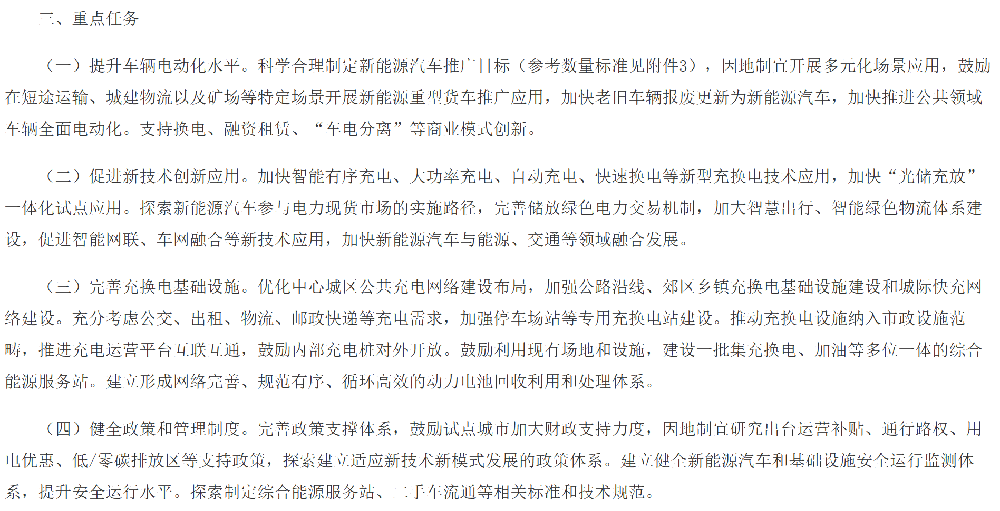 三、重点任务
（一）提升车辆电动化水平。科学合理制定新能源汽车推广目标（参考数量标准见附件3），因地制宜开展多元化场景应用，鼓励
在短途运输、城建物流以及矿场等特定场景开展新能源重型货车推广应用，加快老旧车辆报废更新为新能源汽车，加快推进公共领域
车辆全面电动化。支持换电、融资租赁、“车电分离”等商业模式创新。
（二）促进新技术创新应用。加快智能有序充电、大功率充电、自动充电、快速换电等新型充换电技术应用，加快“光储充放”
一体化试点应用。探索新能源汽车参与电力现货市场的实施路径，完善储放绿色电力交易机制，加大智慧出行、智能绿色物流体系建
设，促进智能网联、车网融合等新技术应用，加快新能源汽车与能源、交通等领域融合发展。
（三）完善充换电基础设施。优化中心城区公共充电网络建设布局，加强公路沿线、郊区乡镇充换电基础设施建设和城际快充网
络建设。充分考虑公交、出租、物流、邮政快递等充电需求，加强停车场站等专用充换电站建设。推动充换电设施纳入市政设施范
畴，推进充电运营平台互联互通，鼓励内部充电桩对外开放。鼓励利用现有场地和设施，建设一批集充换电、加油等多位一体的综合
能源服务站。建立形成网络完善、规范有序、循环高效的动力电池回收利用和处理体系。
（四）健全政策和管理制度。完善政策支撑体系，鼓励试点城市加大财政支持力度，因地制宜研究出台运营补贴、通行路权、用
电优惠、低/零碳排放区等支持政策，探索建立适应新技术新模式发展的政策体系。建立健全新能源汽车和基础设施安全运行监测体
系，提升安全运行水平。探索制定综合能源服务站、二手车流通等相关标准和技术规范。